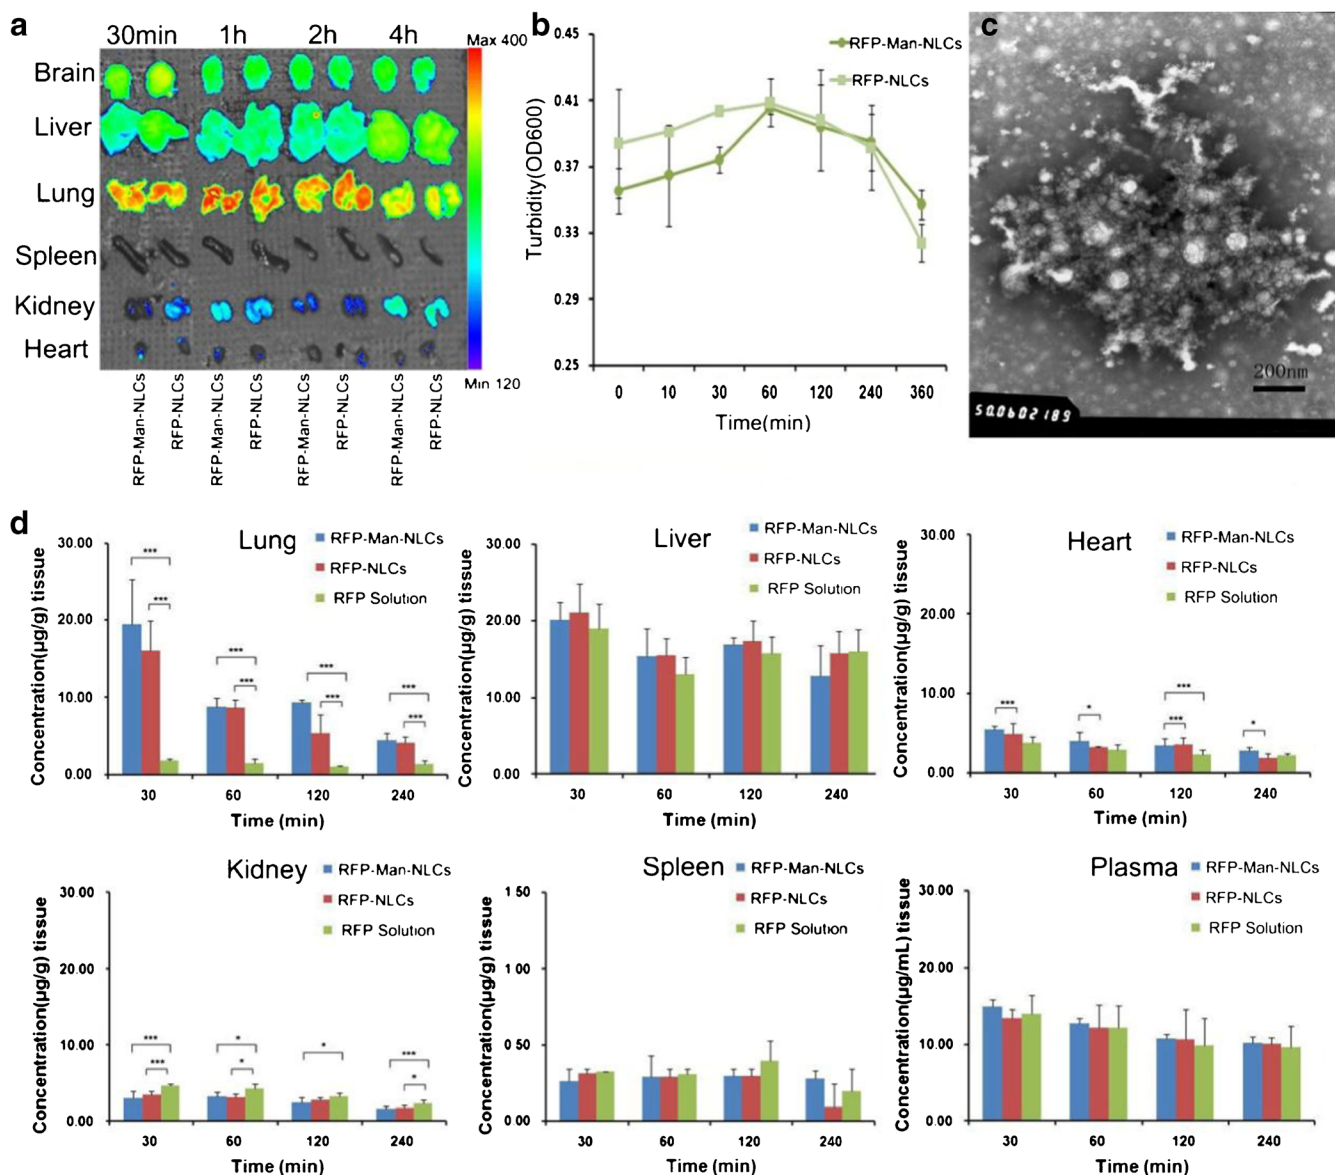 a
30min 1h 2h 4h
Max 400
Brain
Liver
Lung
Spleen
Kidney
Heart
Min 120
RFP-Man-NLCs
RFP-NLCs
RFP-Man-NLCs
RFP-NLCs
RFP-Man-NLCs
RFP-NLCs
RFP-Man-NLCs
RFP-NLCs
b
Turbidity(OD600)
0.45
0.41
0.37
0.33
0.29
0.25
RFP-Man-NLCs
RFP-NLCs
0 10 30 60 120 240 360
Time(min)
c
200nm
50.0602189
d
Lung
RFP-Man-NLCs
RFP-NLCs
RFP Solution
Concentration(µg/g) tissue
30.00
20.00
10.00
0.00
*** *** *** *** *** *** *** ***
30 60 120 240
Time (min)
Liver
RFP-Man-NLCs
RFP-NLCs
RFP Solution
Concentration(µg/g) tissue
30.00
20.00
10.00
0.00
30 60 120 240
Time (min)
Heart
RFP-Man-NLCs
RFP-NLCs
RFP Solution
Concentration(µg/g) tissue
30.00
20.00
10.00
0.00
*** * *** *** *
30 60 120 240
Time (min)
Kidney
RFP-Man-NLCs
RFP-NLCs
RFP Solution
Concentration(µg/g) tissue
30 00
20.00
10.00
0.00
*** *** * * * *** *
30 60 120 240
Time (min)
Spleen
RFP-Man-NLCs
RFP-NLCs
RFP Solution
Concentration(µg/g) tissue
1 50
1 00
0 50
0 00
30 60 120 240
Time (min)
Plasma
RFP-Man-NLCs
RFP-NLCs
RFP Solution
Concentration(µg/mL) tissue
30.00
20.00
10.00
0.00
30 60 120 240
Time (min)